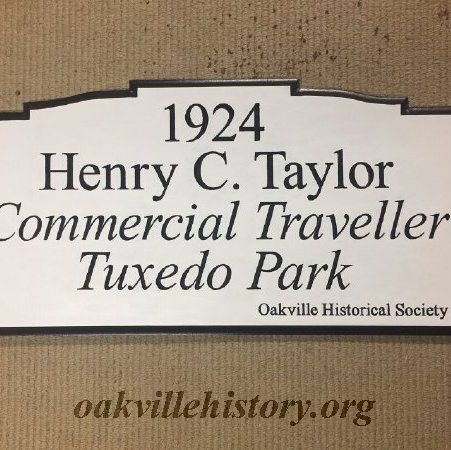 1924
Henry C. Taylor
Commercial Traveller
Tuxedo Park
Oakville Historical Society
oakvillehistory.org